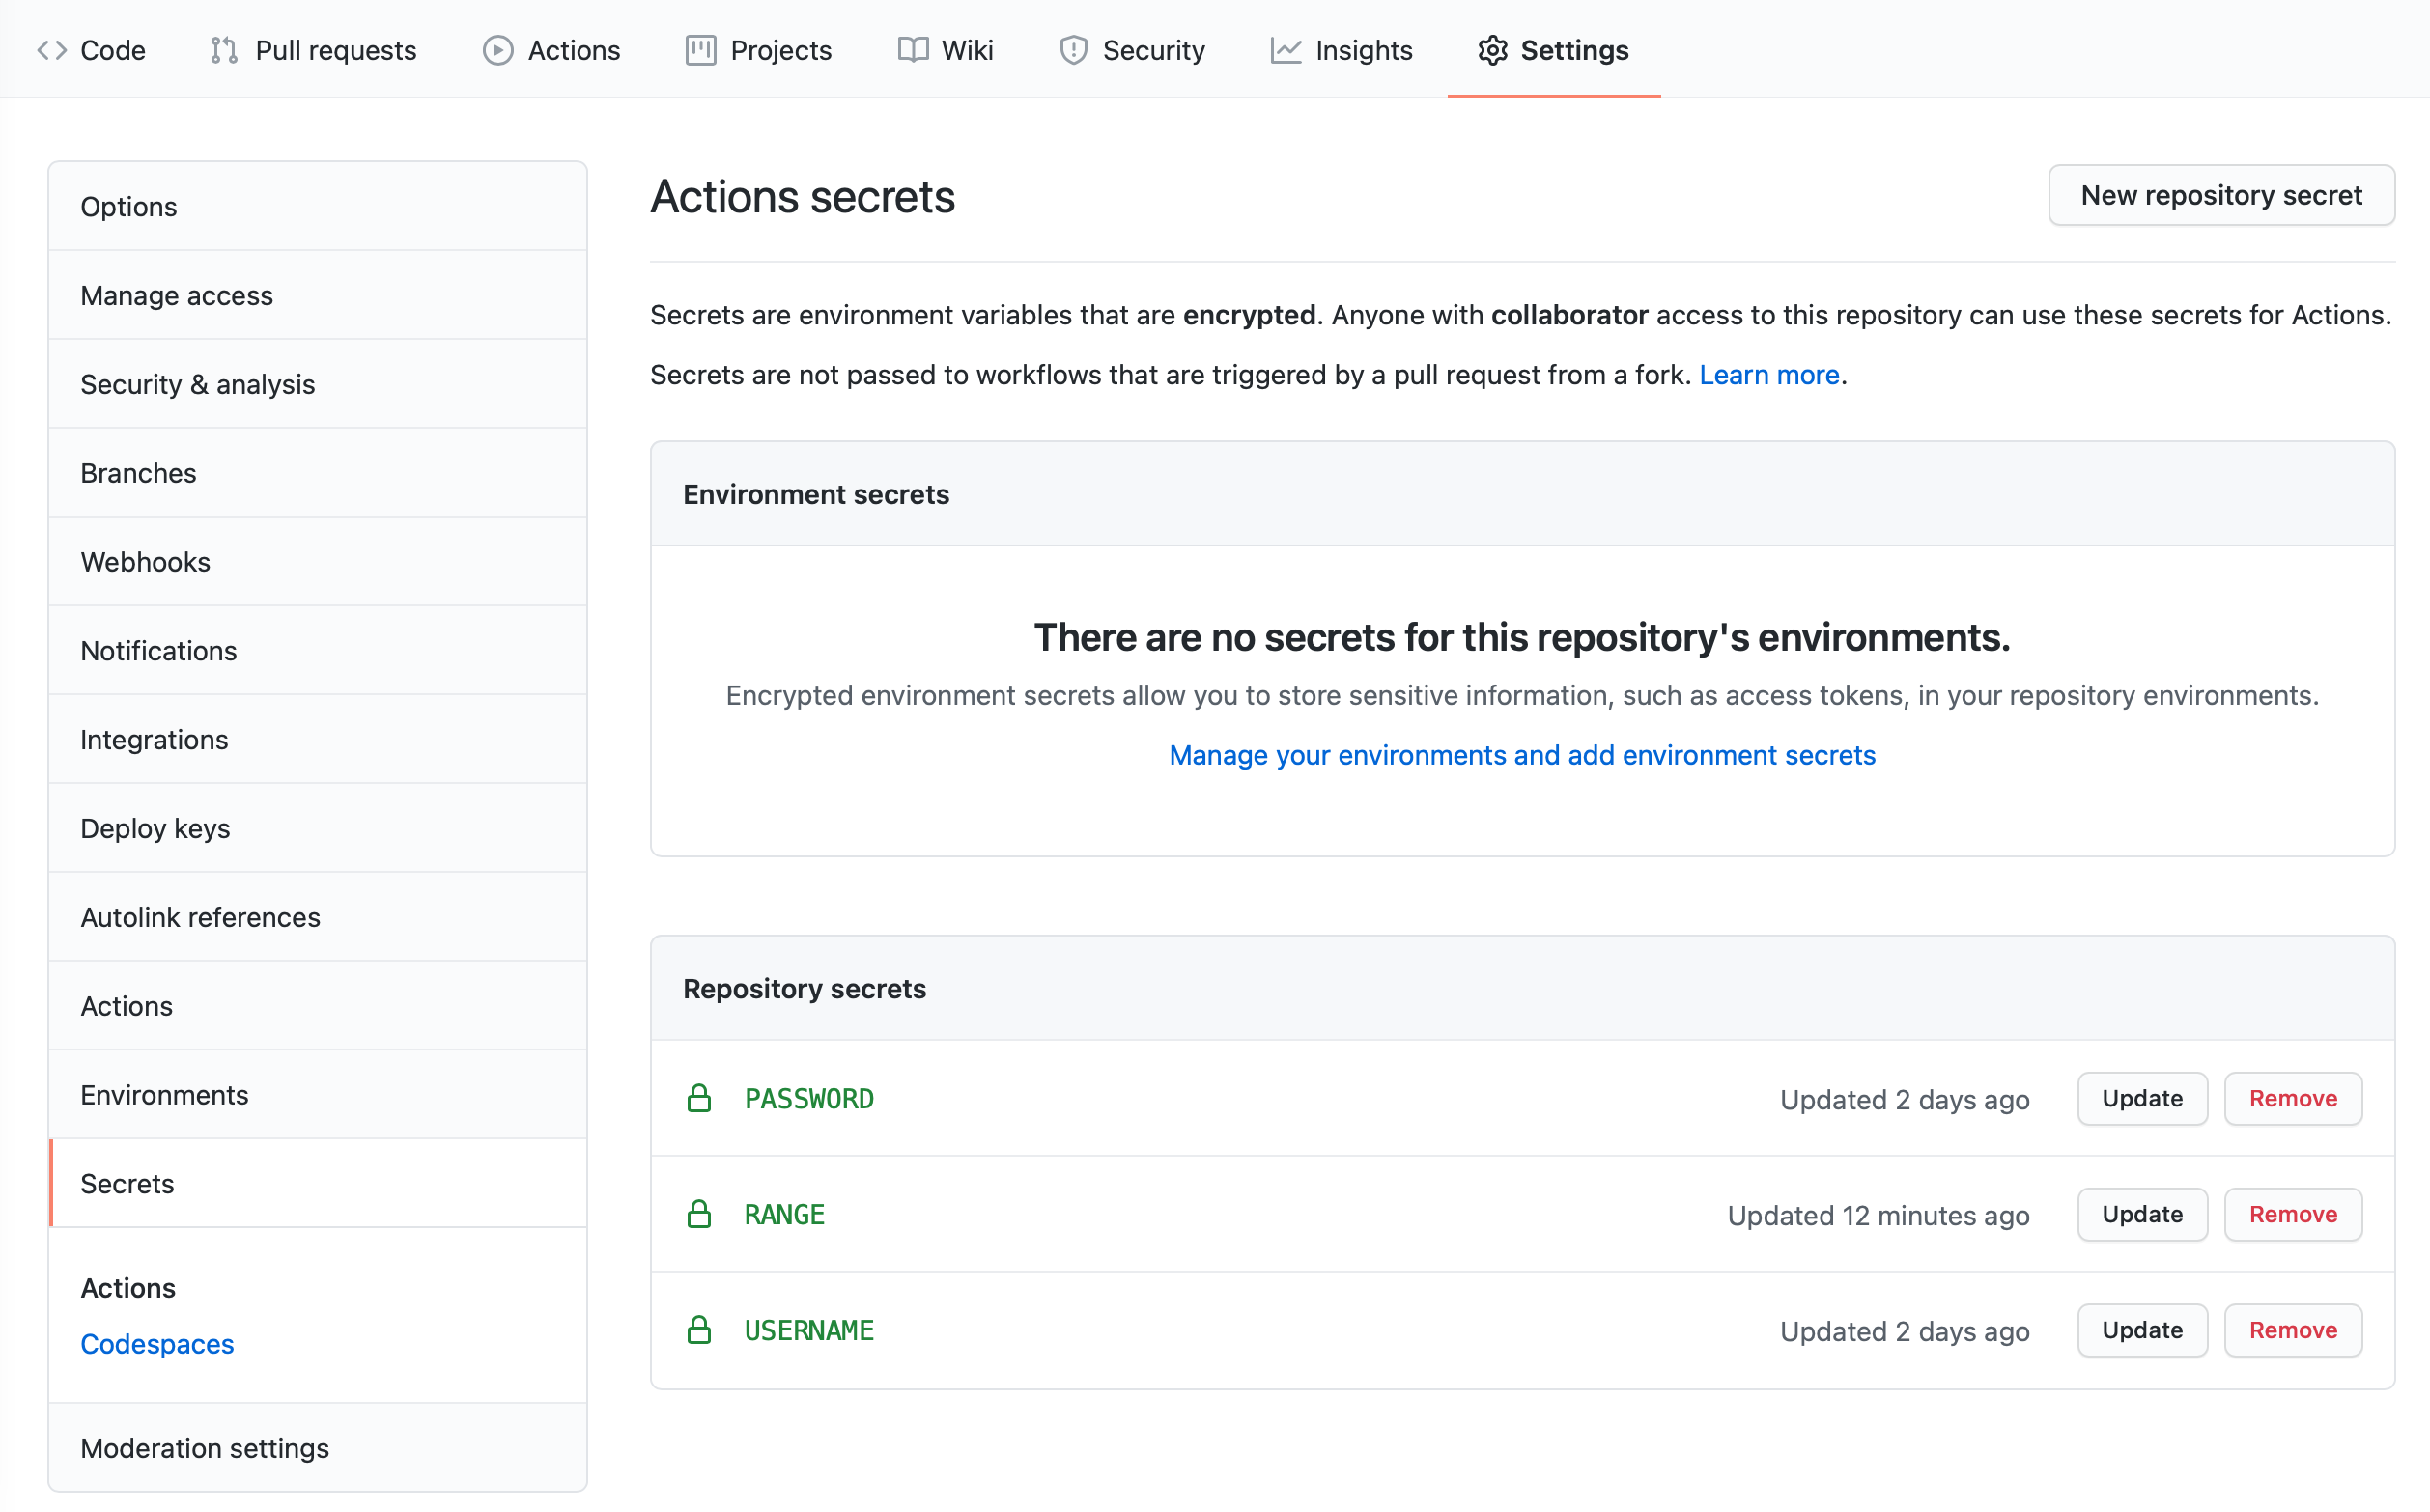 Code
Pull requests
Actions
Projects
Wiki
Security
Insights
Settings
Options
Manage access
Security & analysis
Branches
Webhooks
Notifications
Integrations
Deploy keys
Autolink references
Actions
Environments
Secrets
Actions
Codespaces
Moderation settings
Actions secrets
New repository secret
Secrets are environment variables that are encrypted. Anyone with collaborator access to this repository can use these secrets for Actions.
Secrets are not passed to workflows that are triggered by a pull request from a fork. Learn more.
Environment secrets
There are no secrets for this repository's environments.
Encrypted environment secrets allow you to store sensitive information, such as access tokens, in your repository environments.
Manage your environments and add environment secrets
Repository secrets
PASSWORD Updated 2 days ago Update Remove
RANGE Updated 12 minutes ago Update Remove
USERNAME Updated 2 days ago Update Remove